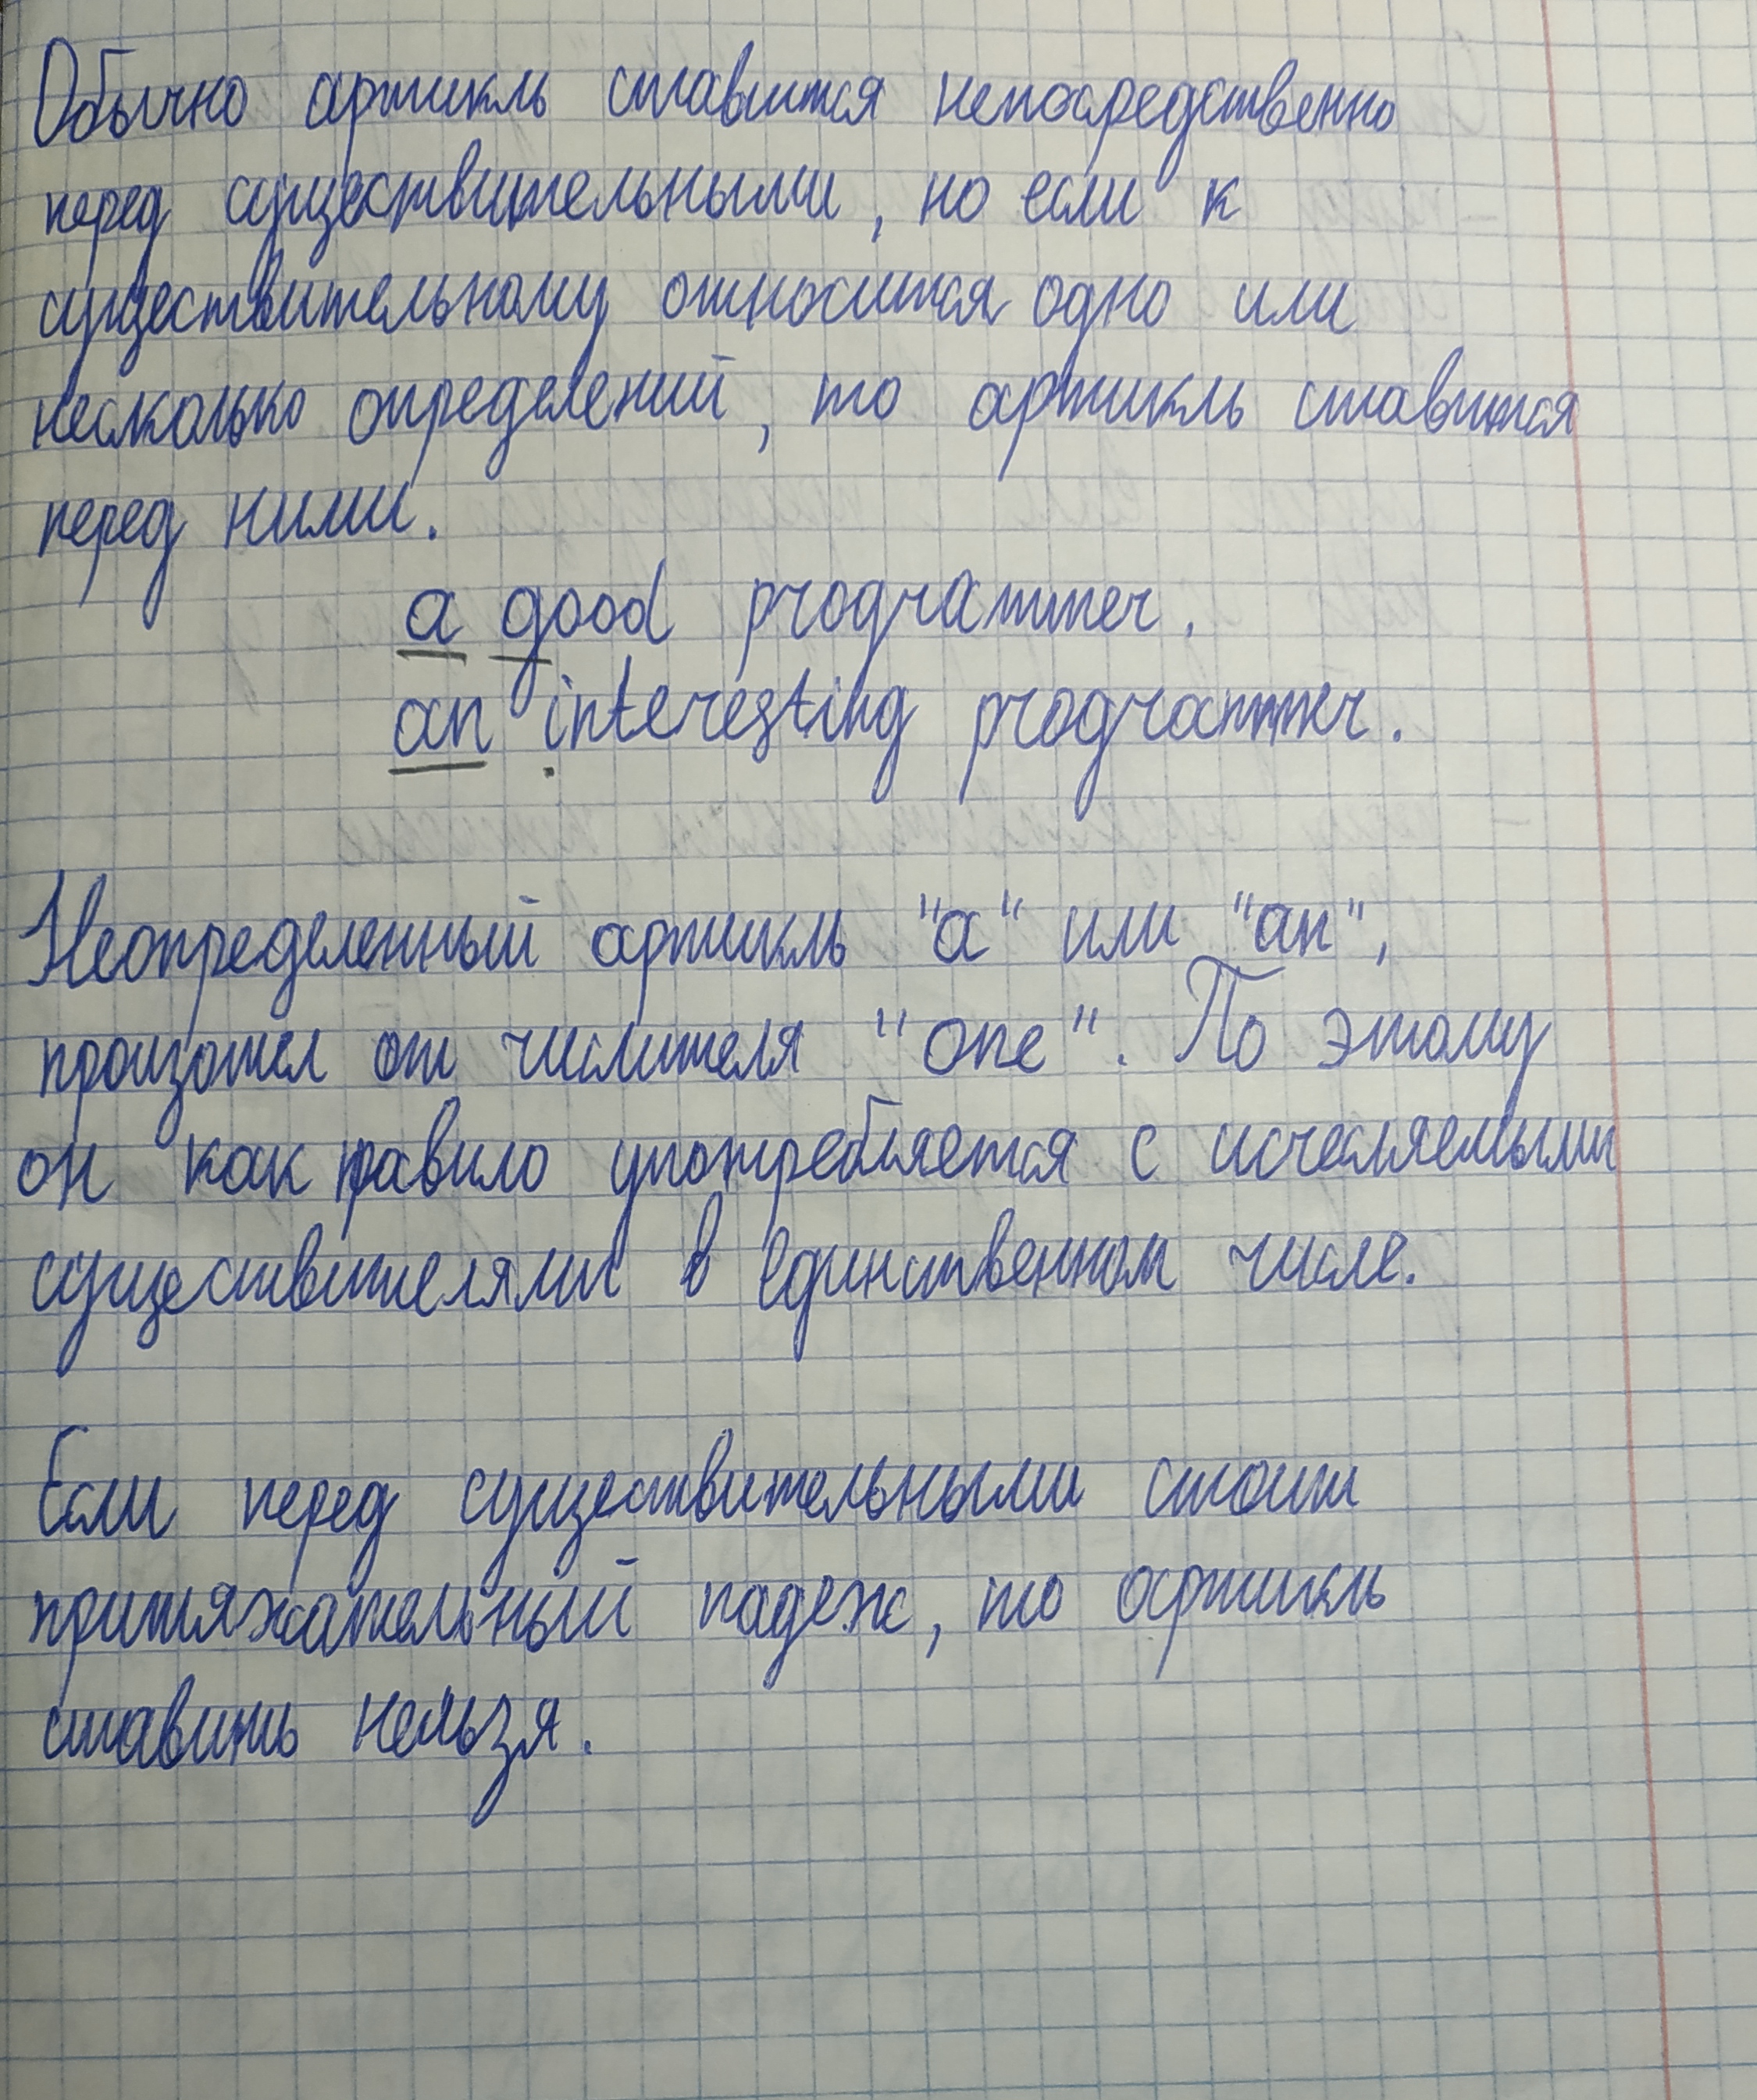 Обычно артикль ставится непосредственно
перед существительными, но если к
существительному относится одно или
несколько определений, то артикль ставится
перед ними.
a good programmer.
an interesting programmer.
Неопределенный артикль "a" или "an",
произошел от числителя "one". По этому
он как правило употребляется с исчесляемыми
существителями в единственном числе.
Если перед существительными стоит
притяжательный падеж, то артикль
ставить нельзя.